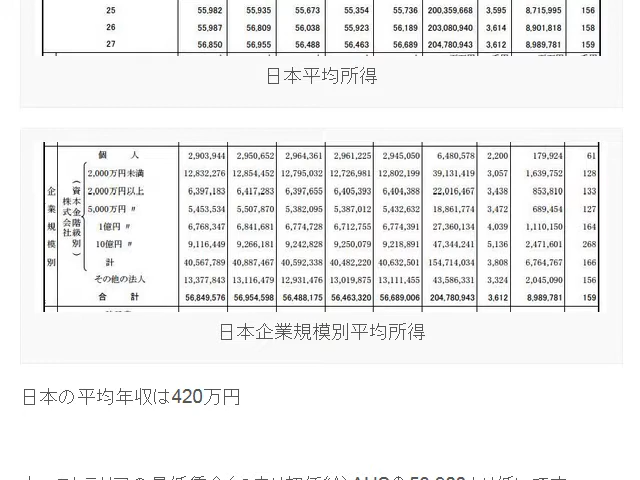 25 55,982 55,935 55,673 55,354 55,736 200,359,668 3,595 8,715,995 156
26 55,987 56,809 56,038 55,923 56,189 203,080,940 3,614 8,901,818 158
27 56,850 56,955 56,488 56,463 56,689 204,780,943 3,612 8,989,781 159
日本平均所得
企業規模別
株式会社
(資本金階級別)
個人 2,903,944 2,950,652 2,964,361 2,961,225 2,945,050 6,480,578 2,200 179,924 61
2,000万円未満 12,832,276 12,854,452 12,795,032 12,726,981 12,802,199 39,131,419 3,057 1,639,752 128
2,000万円以上 6,397,183 6,417,283 6,397,655 6,405,393 6,404,388 22,016,467 3,438 853,810 133
5,000万円 〃 5,453,534 5,507,870 5,382,095 5,387,012 5,432,632 18,861,774 3,472 689,454 127
1億円 〃 6,768,347 6,841,681 6,774,728 6,712,755 6,774,391 27,360,134 4,039 1,110,150 164
10億円 〃 9,116,449 9,266,181 9,242,828 9,250,079 9,218,891 47,344,241 5,136 2,471,601 268
計 40,567,789 40,887,467 40,592,338 40,482,220 40,632,501 154,714,034 3,808 6,764,767 166
その他の法人 13,377,843 13,116,479 12,931,476 13,019,875 13,111,455 43,586,331 3,324 2,045,090 156
合計 56,849,576 56,954,598 56,488,175 56,463,320 56,689,006 204,780,943 3,612 8,989,781 159
日本企業規模別平均所得
日本の平均年収は420万円